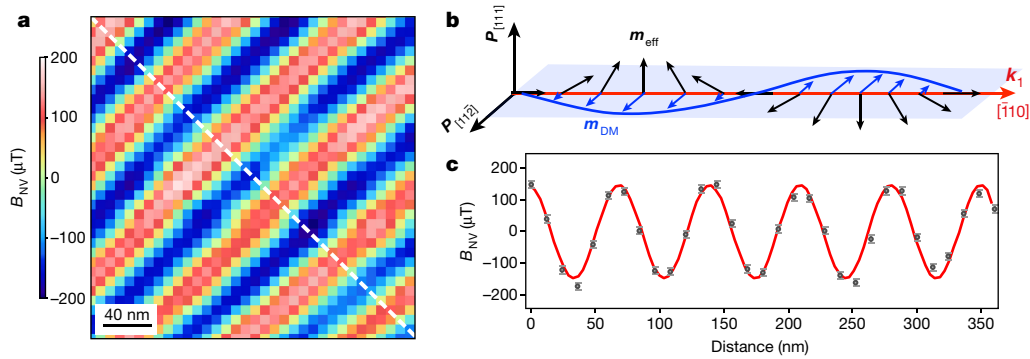 a
B_NV (μT)
200
100
0
−100
−200
40 nm
b
P_[111]
m_eff
k_1
P_[112̄]
m_DM
[1̄10]
c
B_NV (μT)
200
100
0
−100
−200
0 50 100 150 200 250 300 350
Distance (nm)